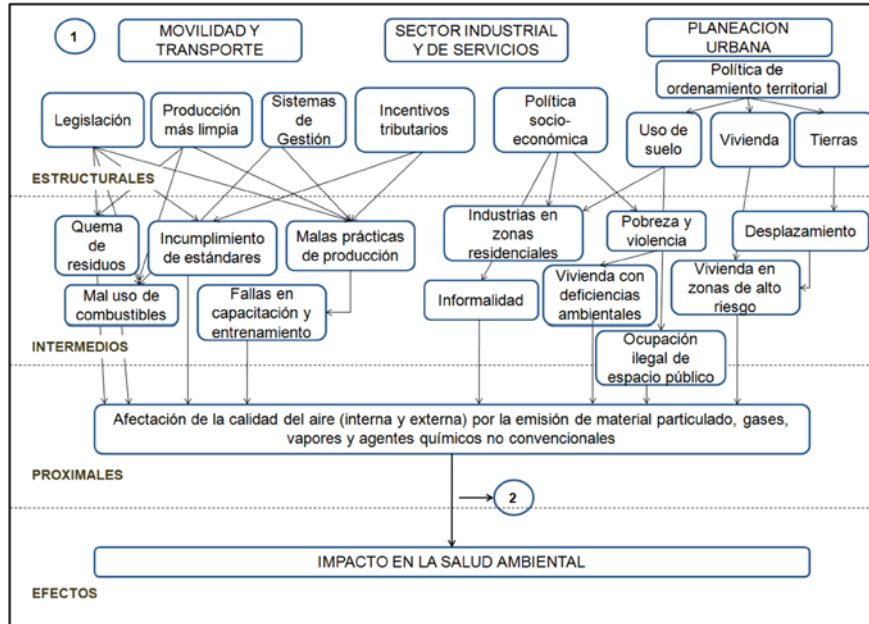 1
MOVILIDAD Y
TRANSPORTE
SECTOR INDUSTRIAL
Y DE SERVICIOS
PLANEACION
URBANA
Política de
ordenamiento territorial
Legislación
Producción
más limpia
Sistemas
de
Gestión
Incentivos
tributarios
Política
socio-
económica
Uso de
suelo
Vivienda
Tierras
ESTRUCTURALES
Quema
de
residuos
Incumplimiento
de estándares
Malas prácticas
de producción
Industrias en
zonas
residenciales
Pobreza y
violencia
Desplazamiento
Mal uso de
combustibles
Fallas en
capacitación y
entrenamiento
Informalidad
Vivienda con
deficiencias
ambientales
Vivienda en
zonas de alto
riesgo
INTERMEDIOS
Ocupación
ilegal de
espacio público
Afectación de la calidad del aire (interna y externa) por la emisión de material particulado, gases,
vapores y agentes químicos no convencionales
PROXIMALES
2
IMPACTO EN LA SALUD AMBIENTAL
EFECTOS